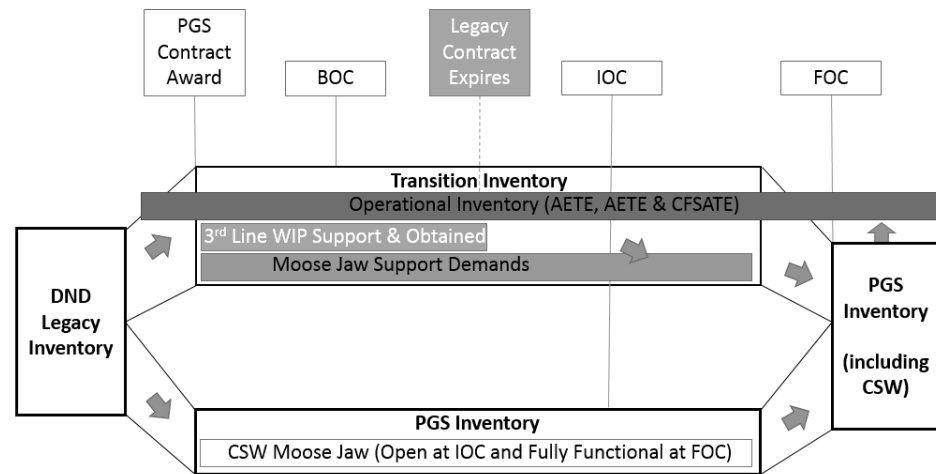 PGS
Contract
Award
BOC
Legacy
Contract
Expires
IOC
FOC
Transition Inventory
Operational Inventory (AETE, AETE & CFSATE)
3rd Line WIP Support & Obtained
Moose Jaw Support Demands
DND
Legacy
Inventory
PGS
Inventory
(including
CSW)
PGS Inventory
CSW Moose Jaw (Open at IOC and Fully Functional at FOC)